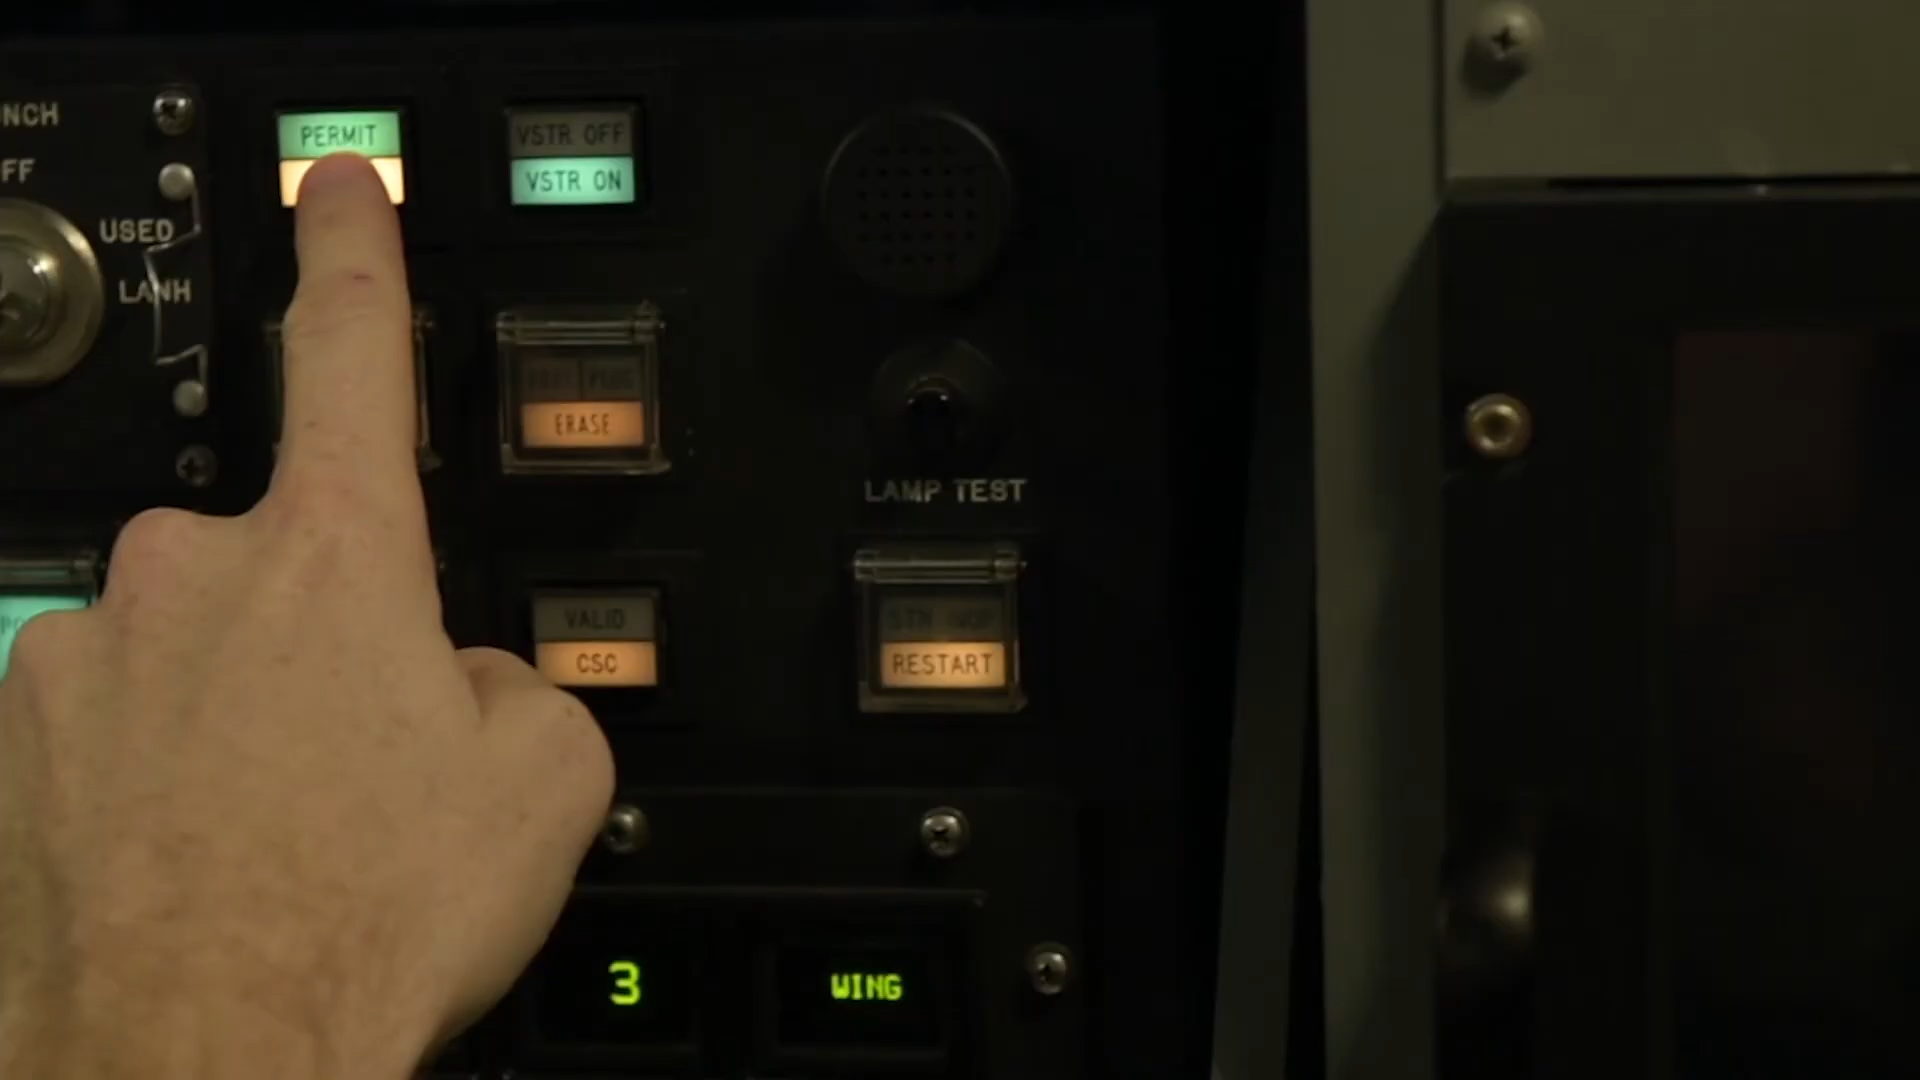 NCH
FF
USED
LANH
PERMIT
VSTR OFF
VSTR ON
ERASE
LAMP TEST
VALID
CSC
RESTART
3
WING